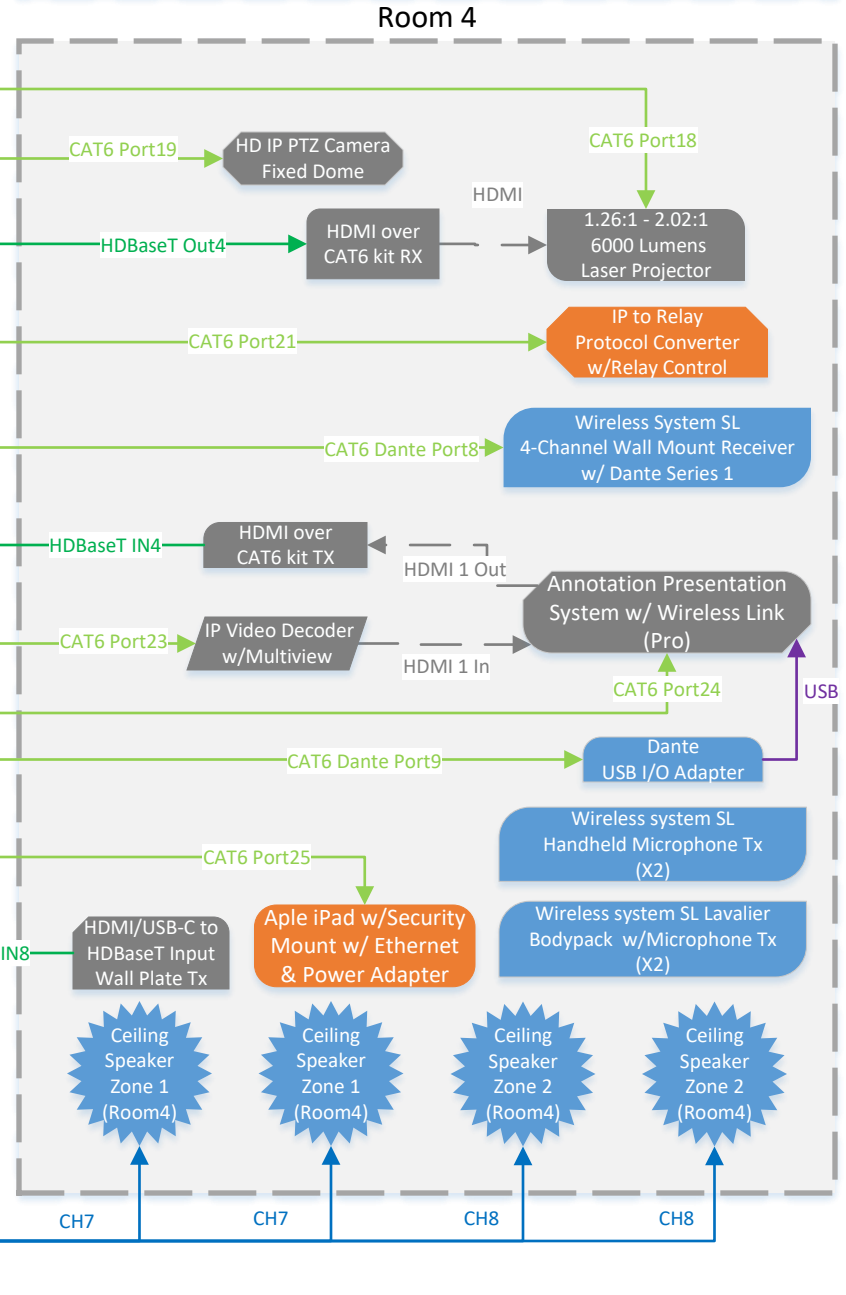 Room 4
CAT6 Port18
CAT6 Port19
HD IP PTZ Camera
Fixed Dome
HDMI
HDBaseT Out4
HDMI over
CAT6 kit RX
1.26:1 - 2.02:1
6000 Lumens
Laser Projector
CAT6 Port21
IP to Relay
Protocol Converter
w/Relay Control
CAT6 Dante Port8
Wireless System SL
4-Channel Wall Mount Receiver
w/ Dante Series 1
HDBaseT IN4
HDMI over
CAT6 kit TX
HDMI 1 Out
Annotation Presentation
System w/ Wireless Link
(Pro)
CAT6 Port23
IP Video Decoder
w/Multiview
HDMI 1 In
CAT6 Port24
USB
CAT6 Dante Port9
Dante
USB I/O Adapter
Wireless system SL
Handheld Microphone Tx
(X2)
CAT6 Port25
Aple iPad w/Security
Mount w/ Ethernet
& Power Adapter
Wireless system SL Lavalier
Bodypack  w/Microphone Tx
(X2)
IN8
HDMI/USB-C to
HDBaseT Input
Wall Plate Tx
Ceiling
Speaker
Zone 1
(Room4)
Ceiling
Speaker
Zone 1
(Room4)
Ceiling
Speaker
Zone 2
(Room4)
Ceiling
Speaker
Zone 2
(Room4)
CH7
CH7
CH8
CH8